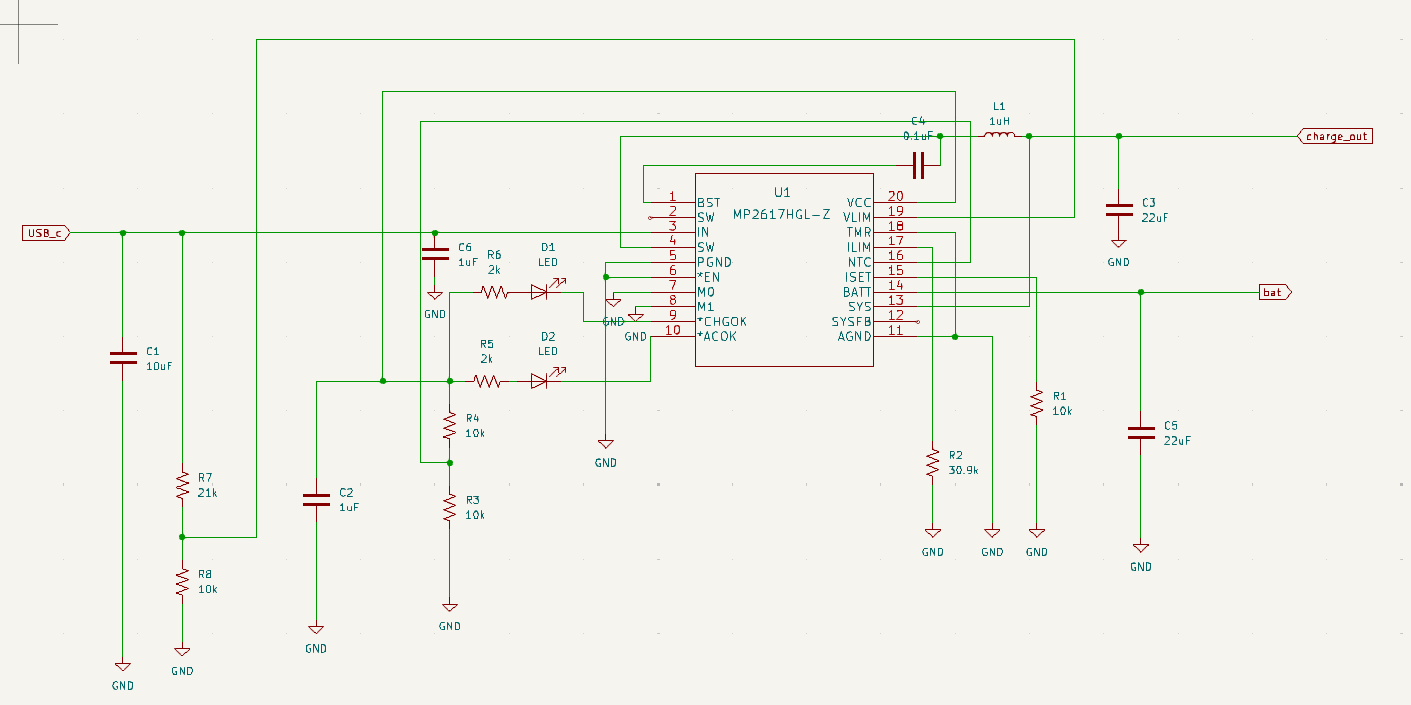 L1
1uH
C4
0.1uF
charge_out
U1
MP2617HGL-Z
1 BST
2 SW
3 IN
4 SW
5 PGND
6 *EN
7 M0
8 M1
9 *CHGOK
10 *ACOK
VCC 20
VLIM 19
TMR 18
ILIM 17
NTC 16
ISET 15
BATT 14
SYS 13
SYSFB 12
AGND 11
C3
22uF
GND
USB_c
C6
1uF
GND
R6
2k
D1
LED
GND
GND
bat
R5
2k
D2
LED
C1
10uF
R4
10k
GND
R1
10k
C5
22uF
R2
30.9k
R7
21k
C2
1uF
R3
10k
GND
GND
GND
GND
R8
10k
GND
GND
GND
GND